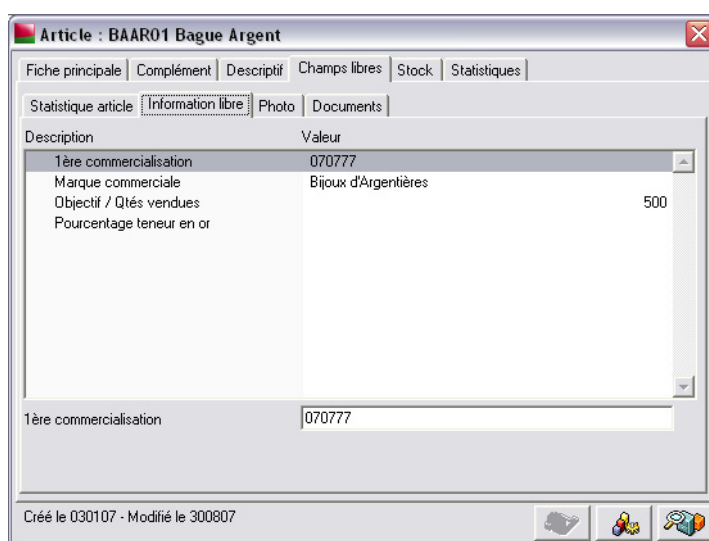 Article : BAAR01 Bague Argent
Fiche principale Complément Descriptif Champs libres Stock Statistiques
Statistique article Information libre Photo Documents
Description Valeur
1ère commercialisation 070777
Marque commerciale Bijoux d'Argentières
Objectif / Qtés vendues 500
Pourcentage teneur en or
1ère commercialisation 070777
Créé le 030107 - Modifié le 300807